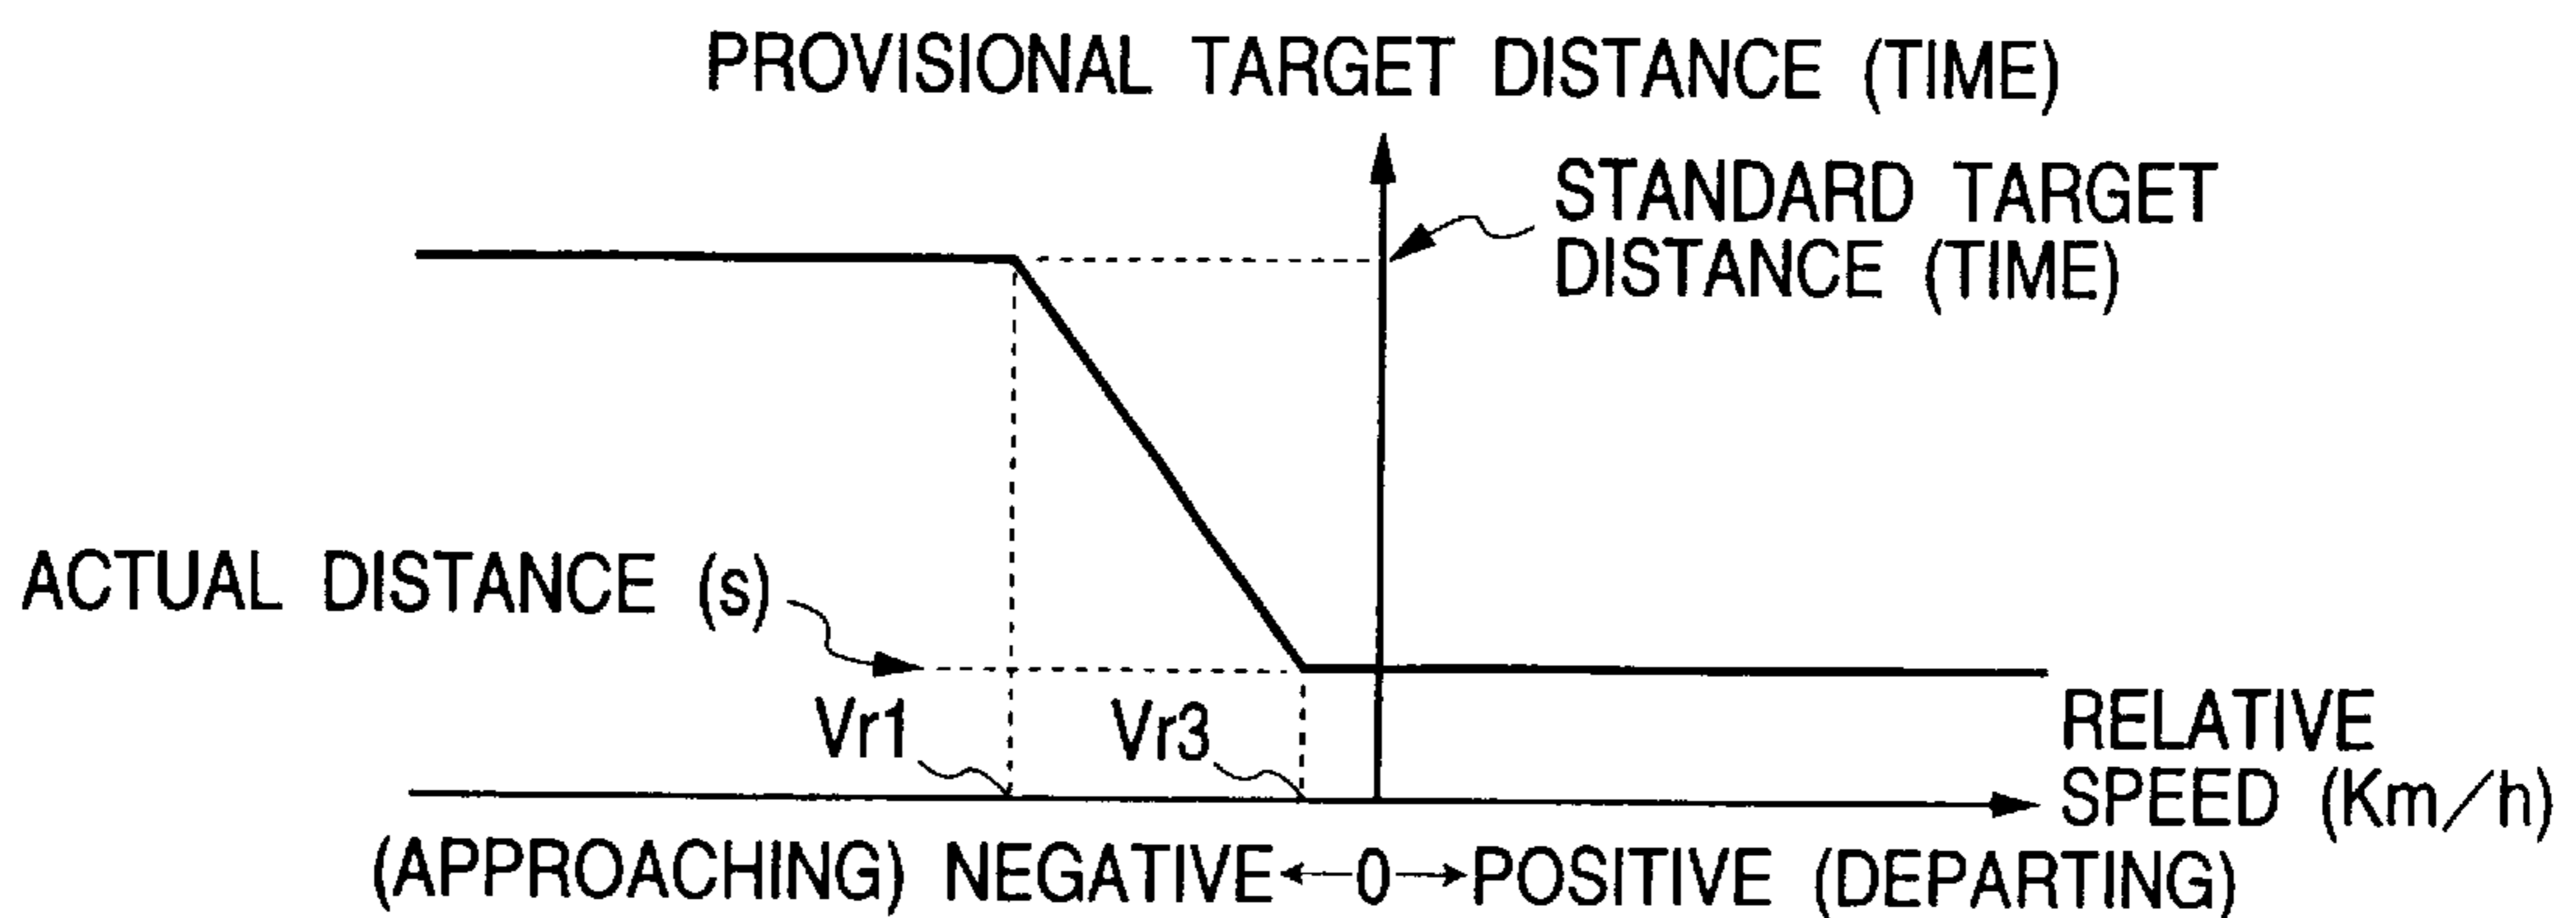 PROVISIONAL TARGET DISTANCE (TIME)
STANDARD TARGET
DISTANCE (TIME)
ACTUAL DISTANCE (s)
Vr1
Vr3
RELATIVE
SPEED (Km/h)
(APPROACHING) NEGATIVE←0→POSITIVE (DEPARTING)